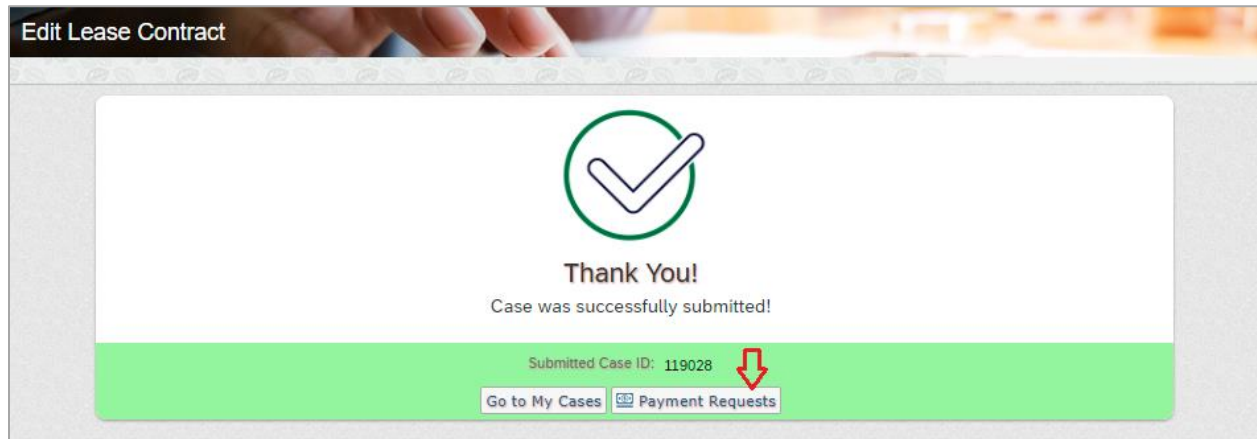 Edit Lease Contract
Thank You!
Case was successfully submitted!
Submitted Case ID: 119028
Go to My Cases Payment Requests